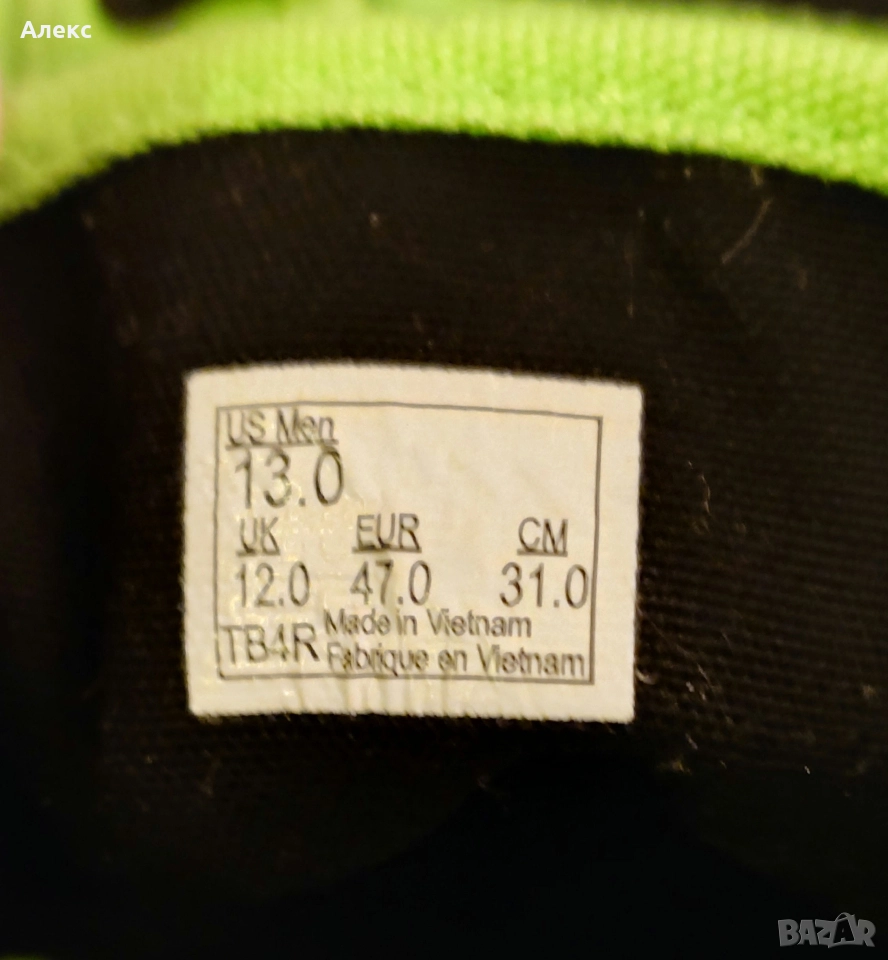 Алекс
US Men
13.0
UK EUR CM
12.0 47.0 31.0
TB4R Made in Vietnam
Fabrique en Vietnam
BAZAR